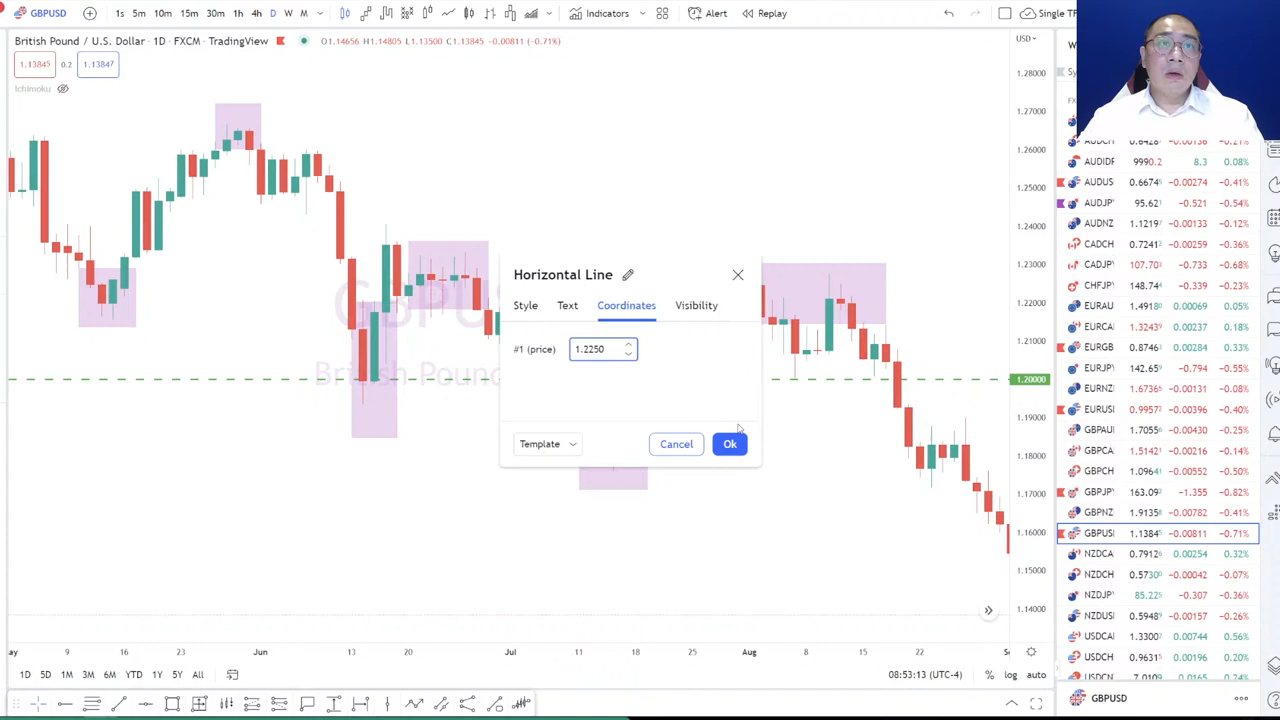 GBPUSD 1s 5m 10m 15m 30m 1h 4h D W M Indicators Alert Replay Single
British Pound / U.S. Dollar · 1D · FXCM · TradingView O1.14656 H1.14805 L1.13500 C1.13845 −0.00811 (−0.71%) USD
1.13845 0.2 1.13847
Ichimoku
1.28000
1.27000
1.26000
1.25000
1.24000
1.23000
1.22000
1.21000
1.20000
1.19000
1.18000
1.17000
1.16000
1.15000
1.14000
Horizontal Line
Style Text Coordinates Visibility
#1 (price) 1.2250
Template Cancel Ok
AUDIDR 9990.2 8.3 0.08%
AUDUS 0.6674 −0.00274 −0.41%
AUDJP 95.621 −0.521 −0.54%
AUDNZ 1.1219 −0.00133 −0.12%
CADCH 0.7241 −0.00258 −0.36%
CADJP 107.70 −0.733 −0.68%
CHFJP 148.74 −0.339 −0.23%
EURAU 1.4918 0.00069 0.05%
EURCA 1.3243 0.00237 0.18%
EURGB 0.8746 0.00284 0.33%
EURJP 142.65 −0.794 −0.55%
EURNZ 1.6736 −0.00131 −0.08%
EURUS 0.9957 −0.00396 −0.40%
GBPAU 1.7055 −0.00430 −0.25%
GBPCA 1.5142 −0.00216 −0.14%
GBPCH 1.0964 −0.00552 −0.50%
GBPJP 163.09 −1.355 −0.82%
GBPNZ 1.9135 −0.00782 −0.41%
GBPUS 1.1384 −0.00811 −0.71%
NZDCA 0.7912 0.00254 0.32%
NZDCH 0.5730 −0.00042 −0.07%
NZDJP 85.22 −0.307 −0.36%
NZDUS 0.5948 −0.00157 −0.26%
USDCA 1.3300 0.00744 0.56%
USDCH 0.9631 0.00196 0.20%
9 16 23 Jun 13 20 Jul 11 18 25 Aug 8 15 22
1D 5D 1M 3M 6M YTD 1Y 5Y All 08:53:13 (UTC-4) % log auto
GBPUSD